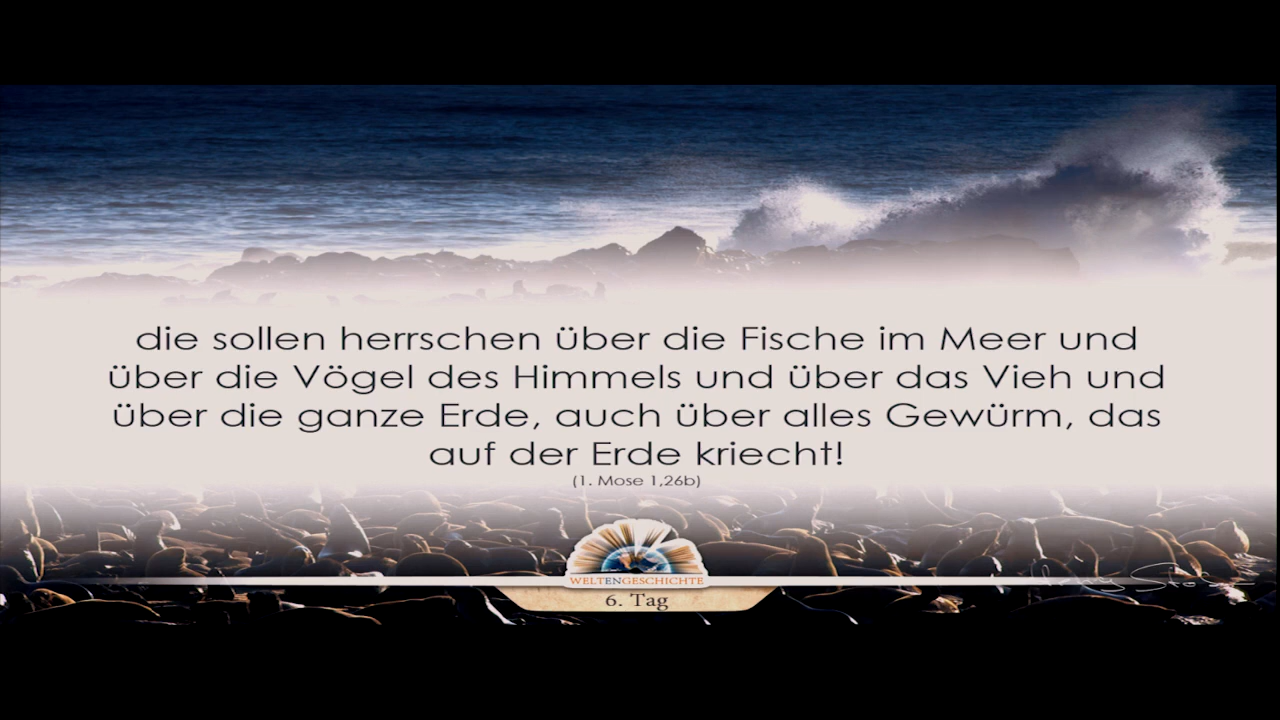 die sollen herrschen über die Fische im Meer und
über die Vögel des Himmels und über das Vieh und
über die ganze Erde, auch über alles Gewürm, das
auf der Erde kriecht!
(1. Mose 1,26b)
WELTENGESCHICHTE
6. Tag